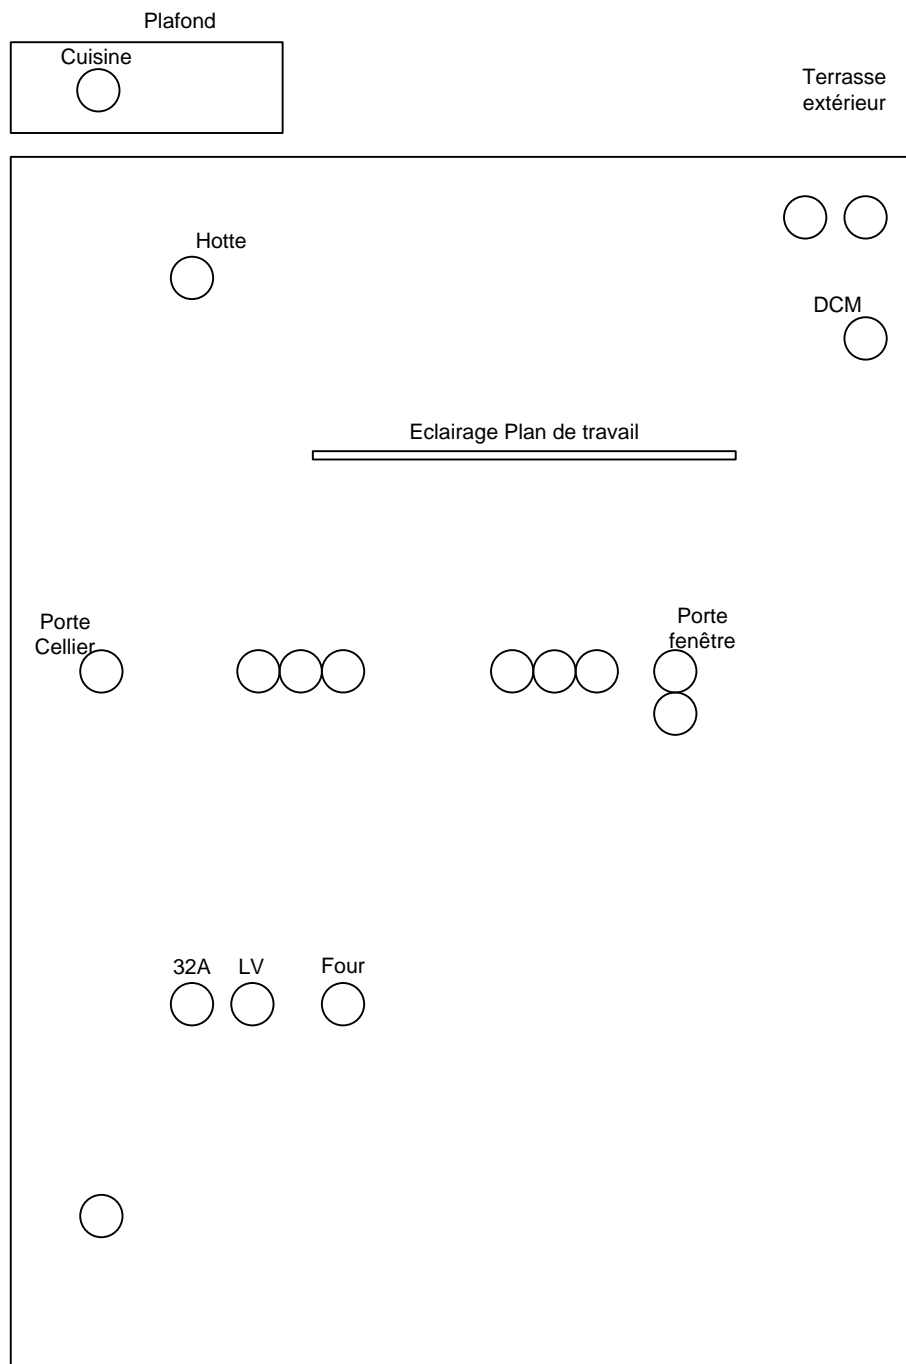 Plafond
Cuisine
Terrasse
extérieur
Hotte
DCM
Eclairage Plan de travail
Porte
Cellier
Porte
fenêtre
32A
LV
Four